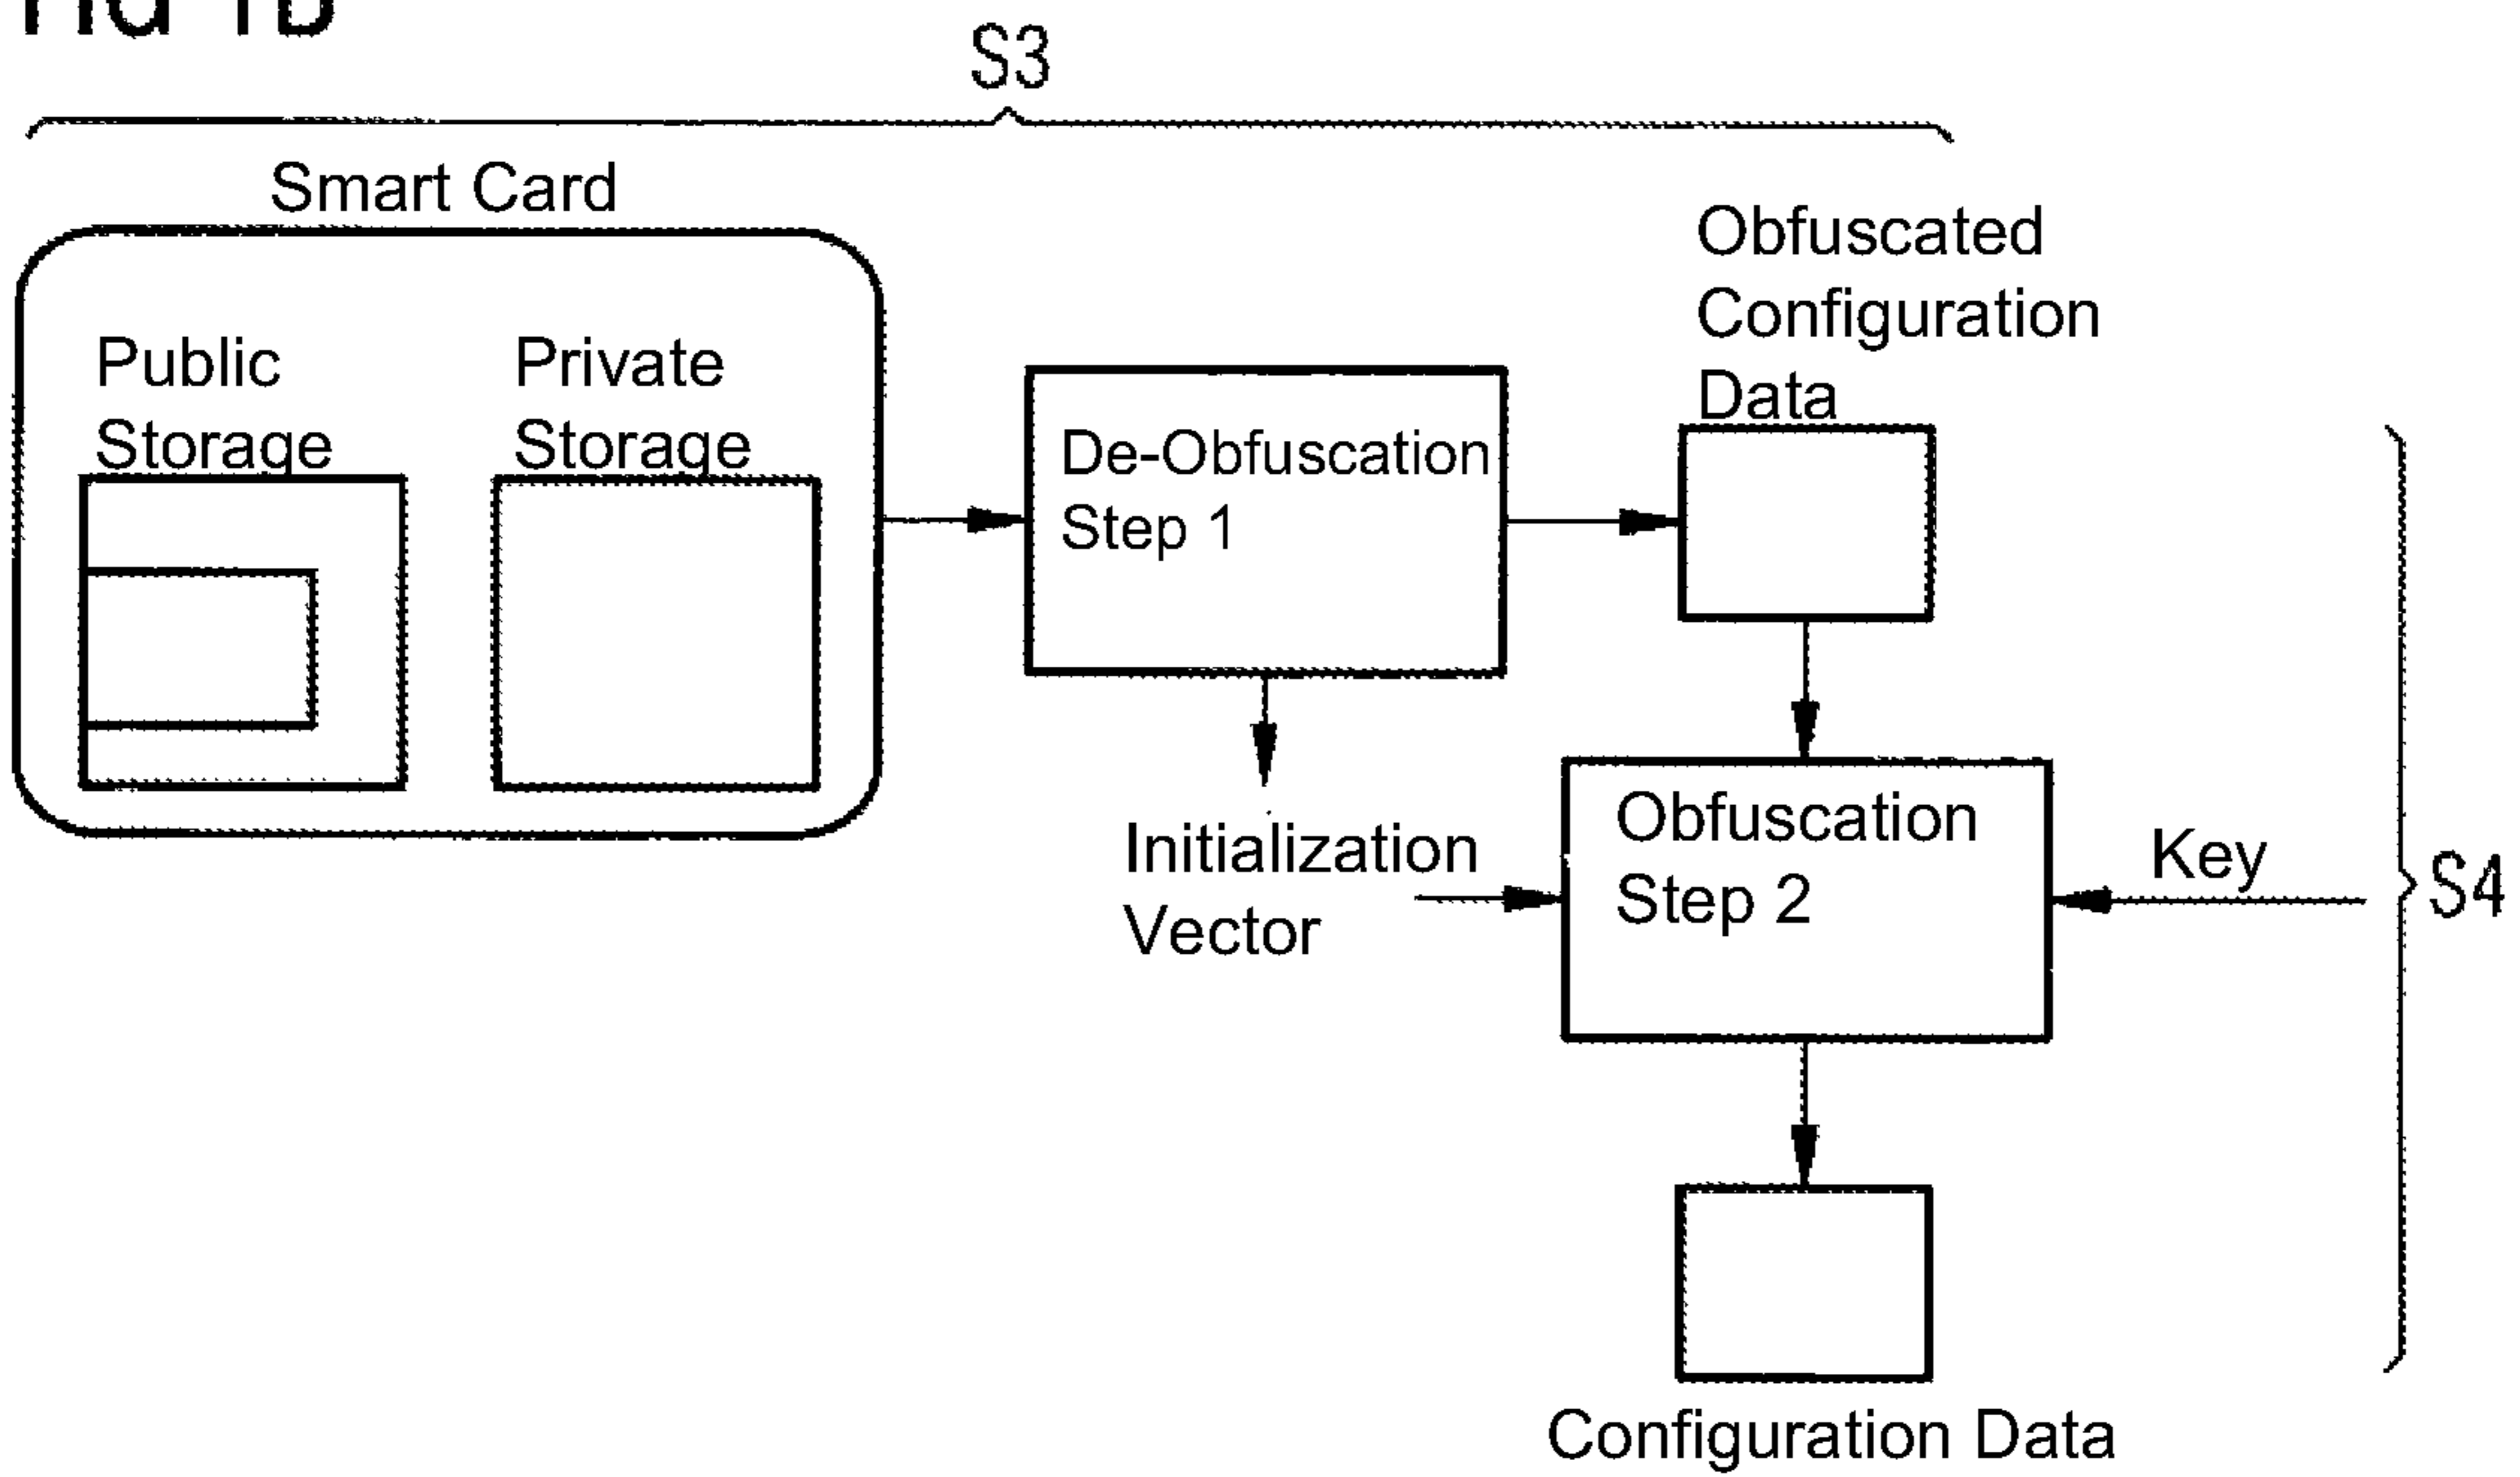 S3
Smart Card
Obfuscated
Configuration
Data
Public
Storage
Private
Storage
De-Obfuscation
Step 1
Initialization
Vector
Obfuscation
Step 2
Key
S4
Configuration Data